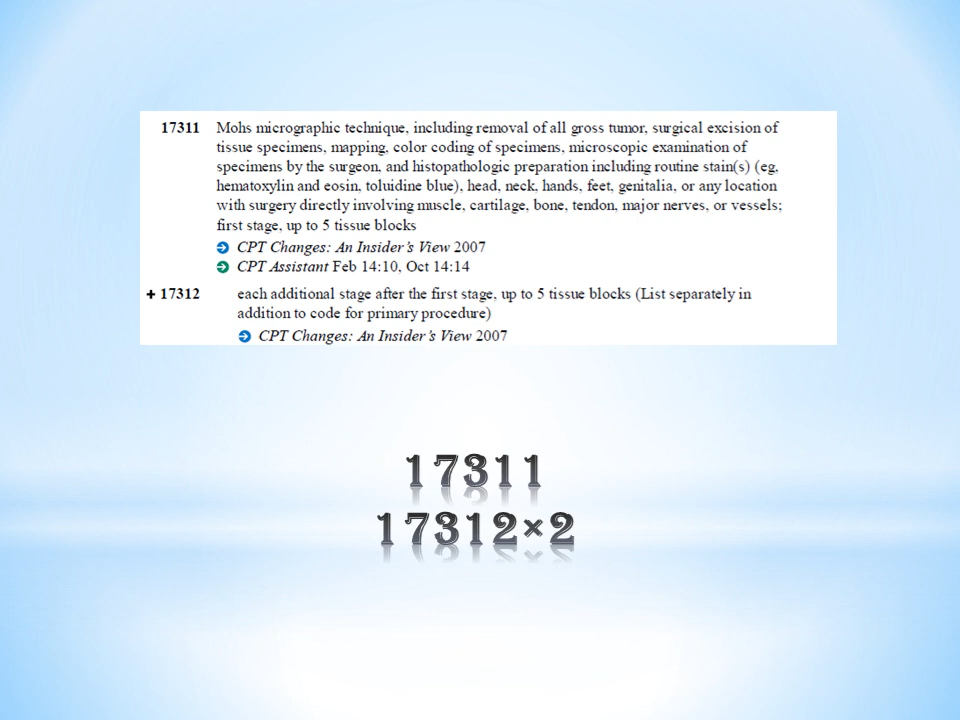 17311 Mohs micrographic technique, including removal of all gross tumor, surgical excision of
tissue specimens, mapping, color coding of specimens, microscopic examination of
specimens by the surgeon, and histopathologic preparation including routine stain(s) (eg,
hematoxylin and eosin, toluidine blue), head, neck, hands, feet, genitalia, or any location
with surgery directly involving muscle, cartilage, bone, tendon, major nerves, or vessels;
first stage, up to 5 tissue blocks
CPT Changes: An Insider's View 2007
CPT Assistant Feb 14:10, Oct 14:14
+ 17312 each additional stage after the first stage, up to 5 tissue blocks (List separately in
addition to code for primary procedure)
CPT Changes: An Insider's View 2007
17311
17312×2